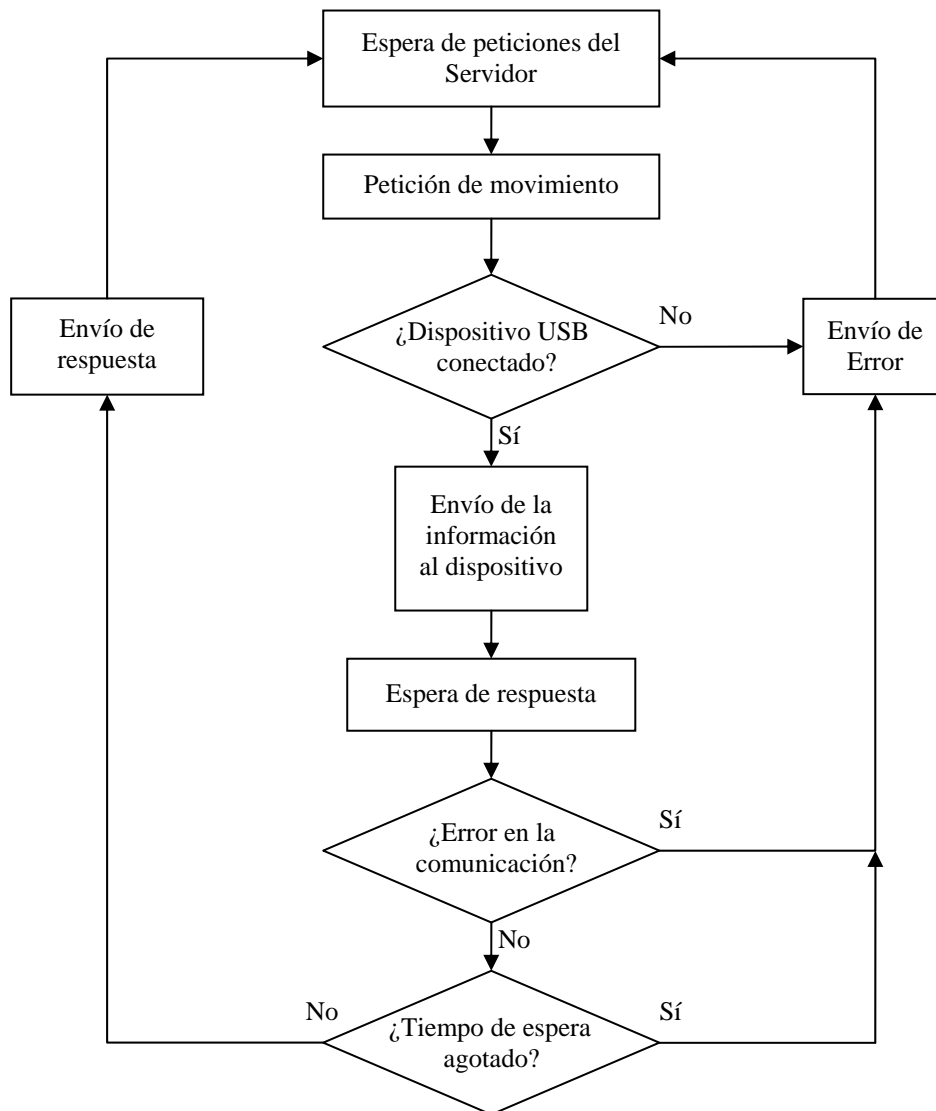 Espera de peticiones del
Servidor
Petición de movimiento
¿Dispositivo USB
conectado?
No
Envío de
Error
Envío de
respuesta
Sí
Envío de la
información
al dispositivo
Espera de respuesta
¿Error en la
comunicación?
Sí
No
¿Tiempo de espera
agotado?
No
Sí